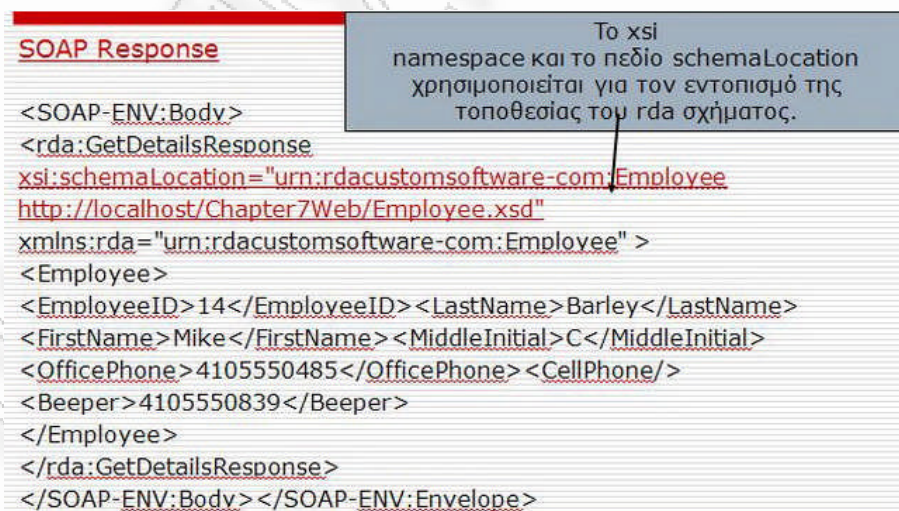 SOAP Response
Το xsi
namespace και το πεδίο schemaLocation
χρησιμοποιείται για τον εντοπισμό της
τοποθεσίας του rda σχήματος.
<SOAP-ENV:Body>
<rda:GetDetailsResponse
xsi:schemaLocation="urn:rdacustomsoftware-com:Employee
http://localhost/Chapter7Web/Employee.xsd"
xmlns:rda="urn:rdacustomsoftware-com:Employee" >
<Employee>
<EmployeeID>14</EmployeeID><LastName>Barley</LastName>
<FirstName>Mike</FirstName><MiddleInitial>C</MiddleInitial>
<OfficePhone>4105550485</OfficePhone><CellPhone/>
<Beeper>4105550839</Beeper>
</Employee>
</rda:GetDetailsResponse>
</SOAP-ENV:Body></SOAP-ENV:Envelope>